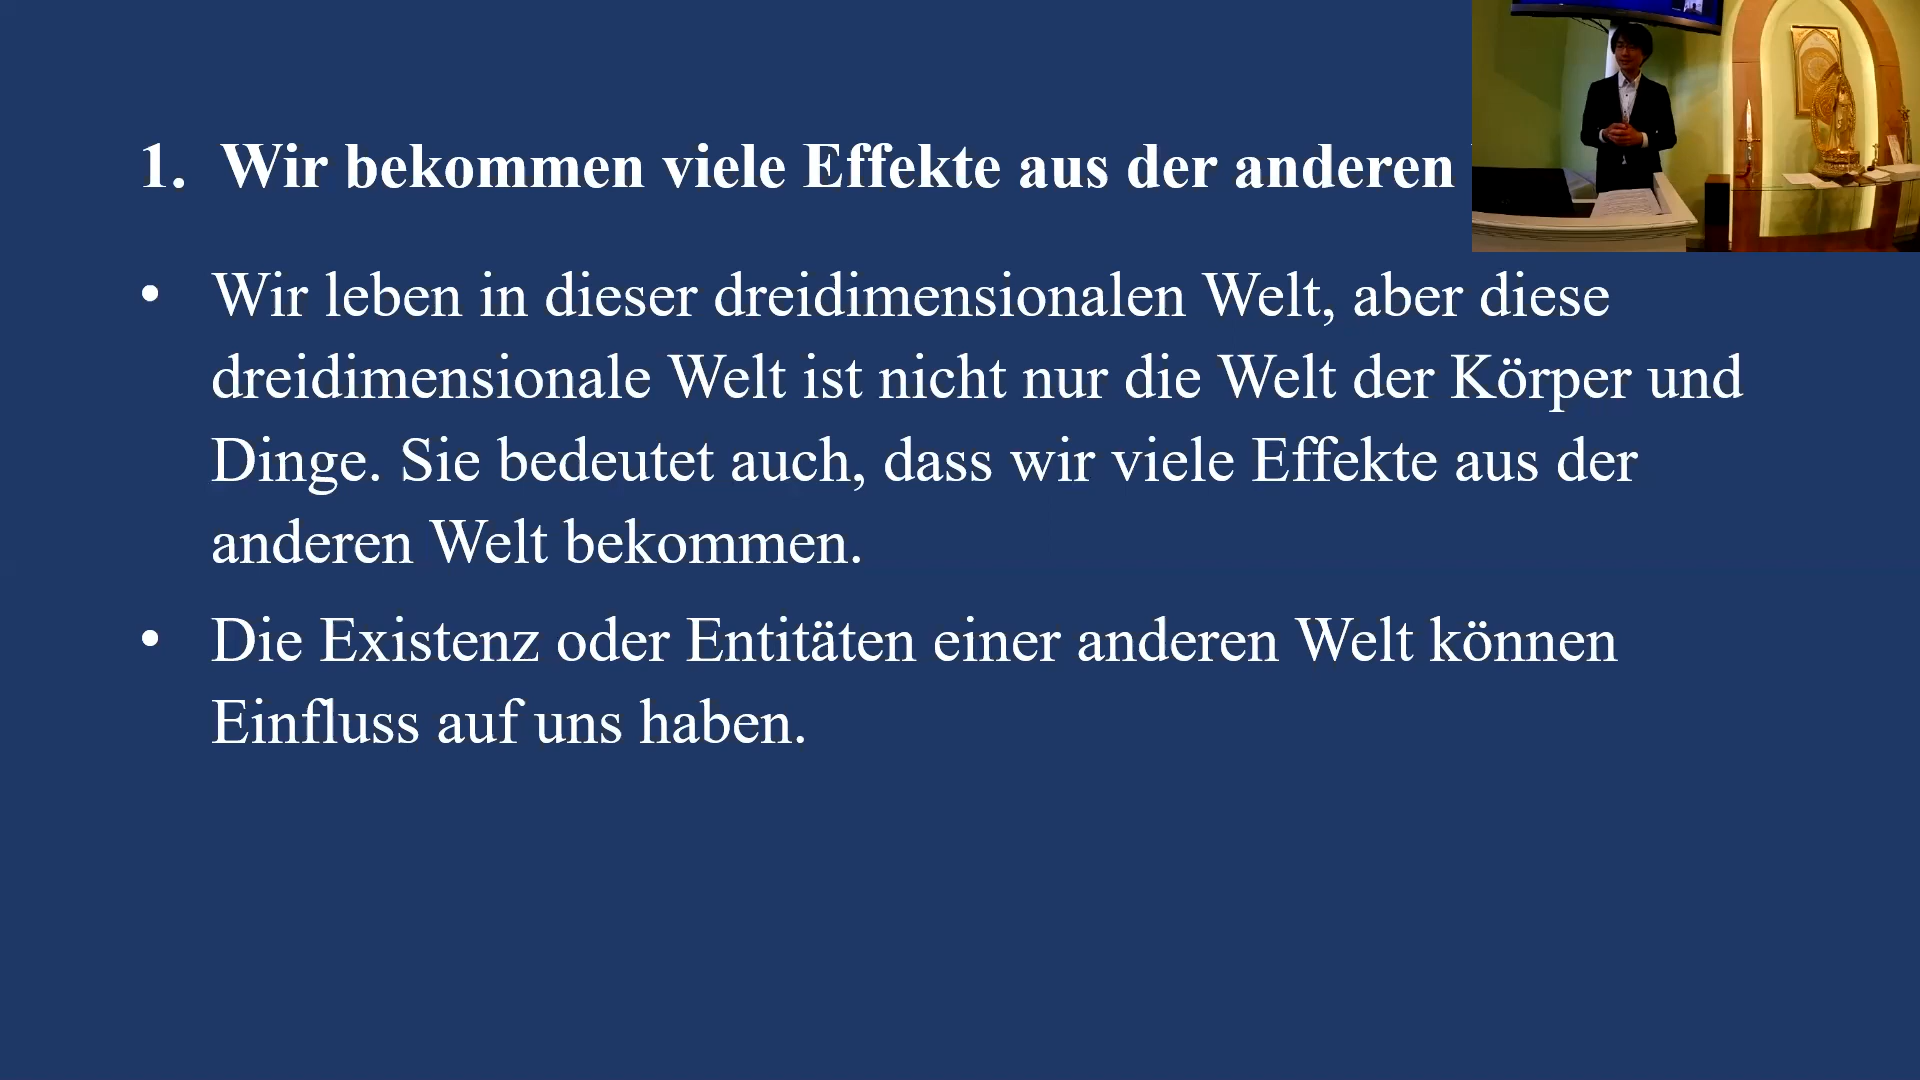 1. Wir bekommen viele Effekte aus der anderen
• Wir leben in dieser dreidimensionalen Welt, aber diese
dreidimensionale Welt ist nicht nur die Welt der Körper und
Dinge. Sie bedeutet auch, dass wir viele Effekte aus der
anderen Welt bekommen.
• Die Existenz oder Entitäten einer anderen Welt können
Einfluss auf uns haben.